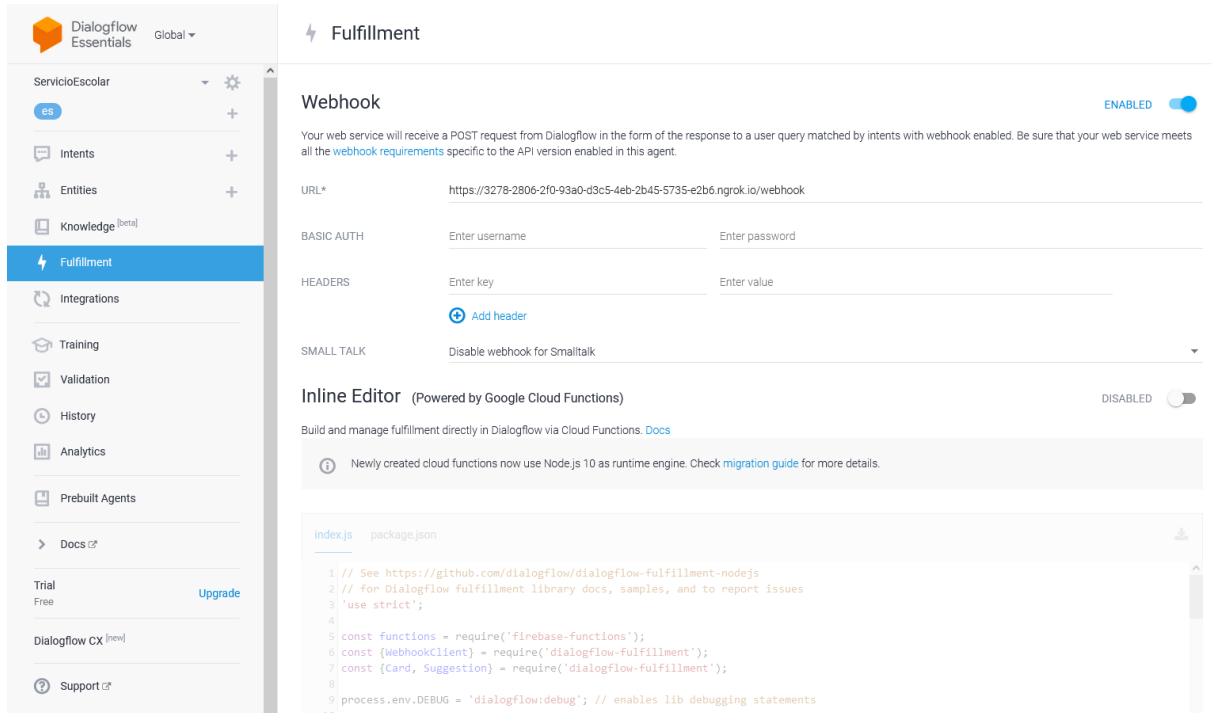 Dialogflow
Essentials
Global
Fulfillment
ServicioEscolar
es
Intents
Entities
Knowledge [beta]
Fulfillment
Integrations
Training
Validation
History
Analytics
Prebuilt Agents
Docs
Trial
Free
Upgrade
Dialogflow CX [new]
Support
Webhook
ENABLED
Your web service will receive a POST request from Dialogflow in the form of the response to a user query matched by intents with webhook enabled. Be sure that your web service meets
all the webhook requirements specific to the API version enabled in this agent.
URL* https://3278-2806-2f0-93a0-d3c5-4eb-2b45-5735-e2b6.ngrok.io/webhook
BASIC AUTH Enter username Enter password
HEADERS Enter key Enter value
Add header
SMALL TALK Disable webhook for Smalltalk
Inline Editor (Powered by Google Cloud Functions) DISABLED
Build and manage fulfillment directly in Dialogflow via Cloud Functions. Docs
Newly created cloud functions now use Node.js 10 as runtime engine. Check migration guide for more details.
index.js package.json
1 // See https://github.com/dialogflow/dialogflow-fulfillment-nodejs
2 // for Dialogflow fulfillment library docs, samples, and to report issues
3 'use strict';
4
5 const functions = require('firebase-functions');
6 const {WebhookClient} = require('dialogflow-fulfillment');
7 const {Card, Suggestion} = require('dialogflow-fulfillment');
8
9 process.env.DEBUG = 'dialogflow:debug'; // enables lib debugging statements